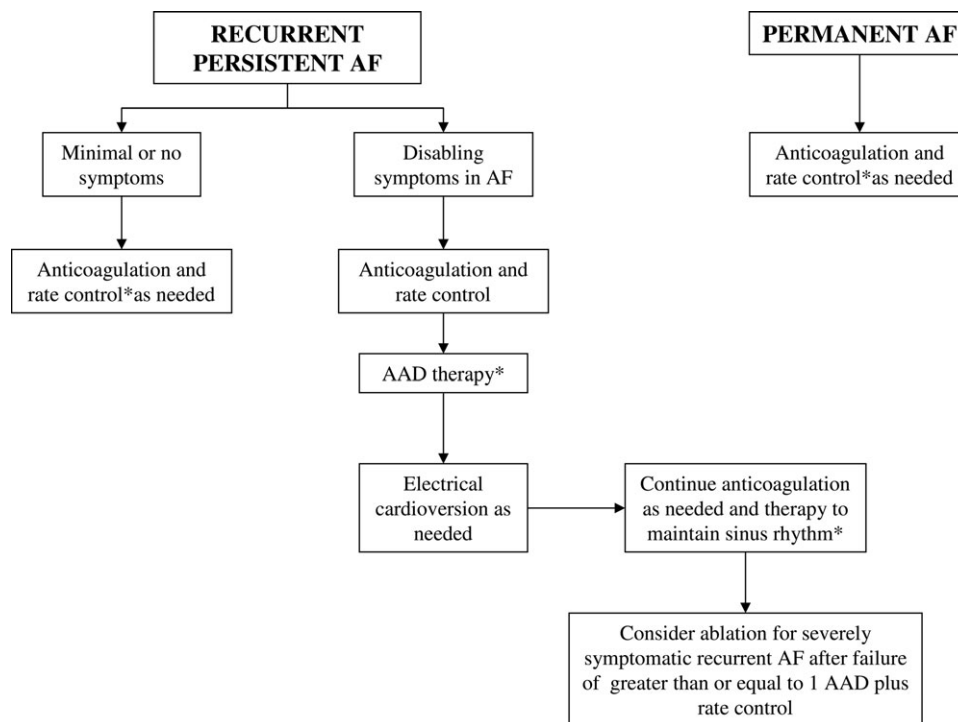 RECURRENT
PERSISTENT AF
PERMANENT AF
Minimal or no
symptoms
Disabling
symptoms in AF
Anticoagulation and
rate control*as needed
Anticoagulation and
rate control*as needed
Anticoagulation and
rate control
AAD therapy*
Electrical
cardioversion as
needed
Continue anticoagulation
as needed and therapy to
maintain sinus rhythm*
Consider ablation for severely
symptomatic recurrent AF after failure
of greater than or equal to 1 AAD plus
rate control